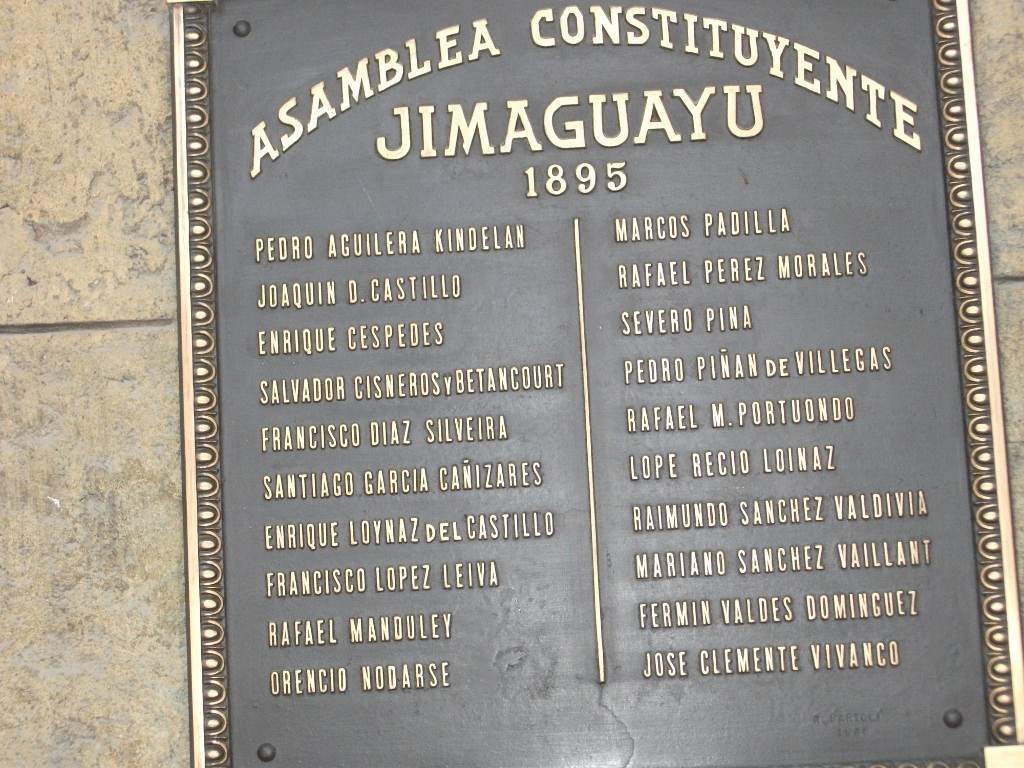 ASAMBLEA CONSTITUYENTE
JIMAGUAYU
1895
PEDRO AGUILERA KINDELAN
JOAQUIN D. CASTILLO
ENRIQUE CESPEDES
SALVADOR CISNEROS Y BETANCOURT
FRANCISCO DIAZ SILVEIRA
SANTIAGO GARCIA CAÑIZARES
ENRIQUE LOYNAZ DEL CASTILLO
FRANCISCO LOPEZ LEIVA
RAFAEL MANDULEY
ORENCIO NODARSE
MARCOS PADILLA
RAFAEL PEREZ MORALES
SEVERO PINA
PEDRO PIÑAN DE VILLEGAS
RAFAEL M. PORTUONDO
LOPE RECIO LOINAZ
RAIMUNDO SANCHEZ VALDIVIA
MARIANO SANCHEZ VAILLANT
FERMIN VALDES DOMINGUEZ
JOSE CLEMENTE VIVANCO